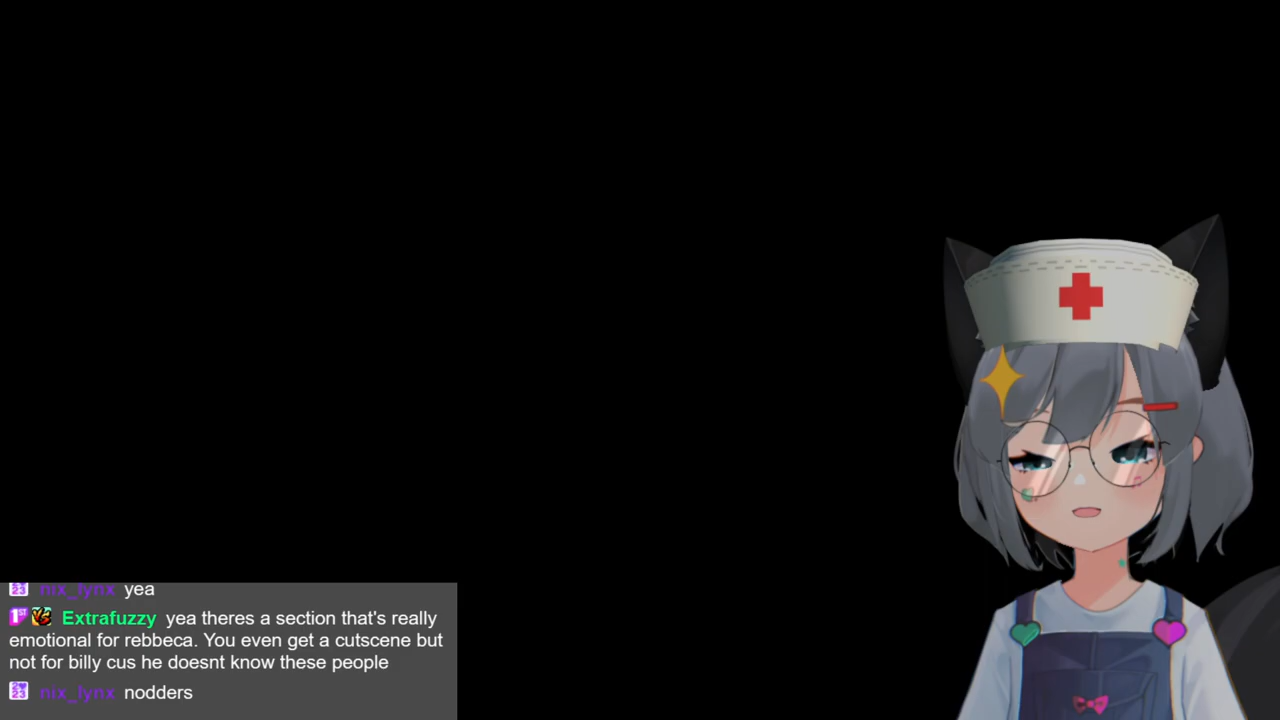 nix_lynx yea
Extrafuzzy yea theres a section that's really
emotional for rebbeca. You even get a cutscene but
not for billy cus he doesnt know these people
nix_lynx nodders